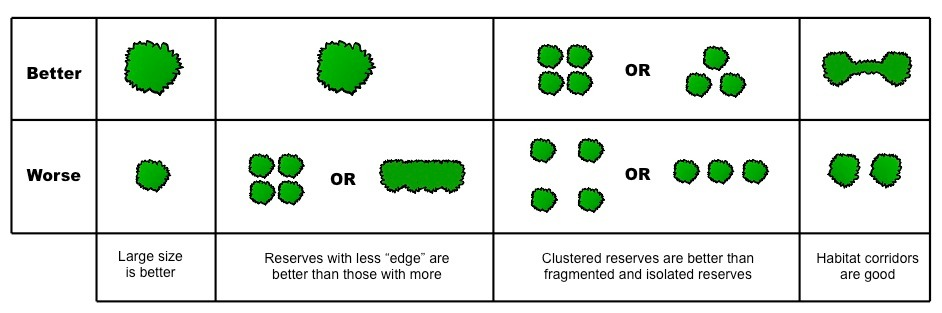 Better
OR
Worse
OR
OR
Large size
is better
Reserves with less “edge” are
better than those with more
Clustered reserves are better than
fragmented and isolated reserves
Habitat corridors
are good